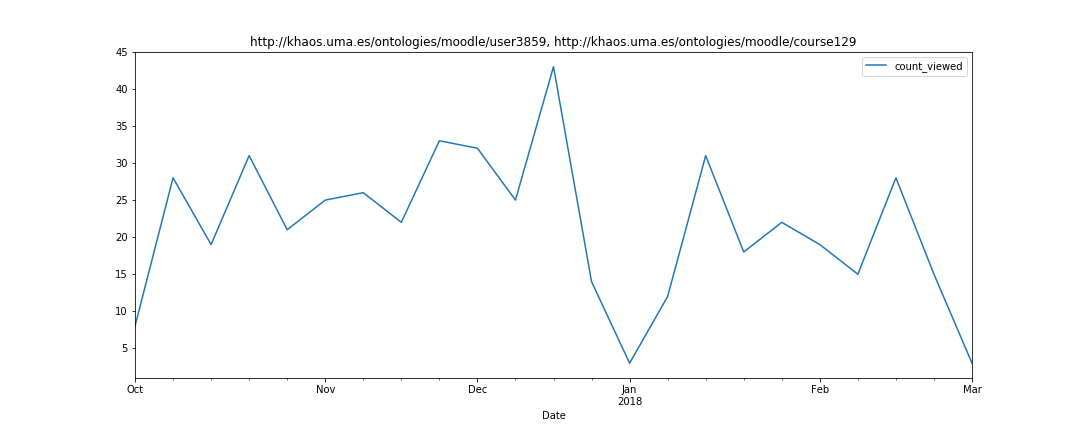 http://khaos.uma.es/ontologies/moodle/user3859, http://khaos.uma.es/ontologies/moodle/course129
count_viewed
45
40
35
30
25
20
15
10
5
Oct Nov Dec Jan Feb Mar
2018
Date